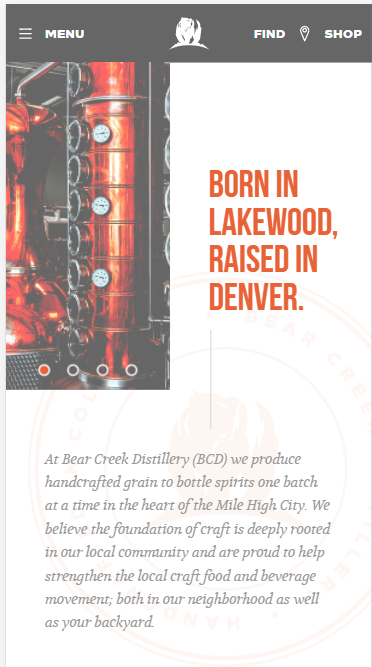 MENU
FIND
SHOP
BORN IN
LAKEWOOD,
RAISED IN
DENVER.
BEAR CREEK
At Bear Creek Distillery (BCD) we produce
handcrafted grain to bottle spirits one batch
at a time in the heart of the Mile High City. We
believe the foundation of craft is deeply rooted
in our local community and are proud to help
strengthen the local craft food and beverage
movement; both in our neighborhood as well
as your backyard.